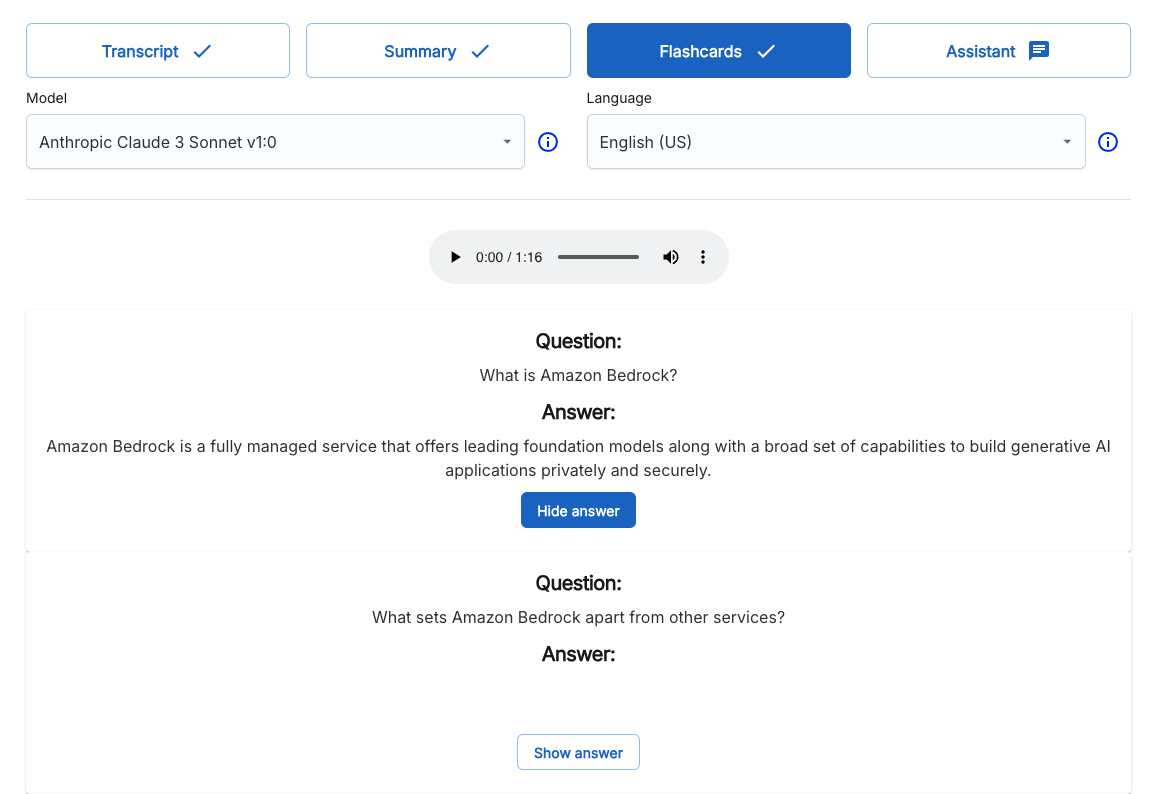 Transcript
Summary
Flashcards
Assistant
Model
Language
Anthropic Claude 3 Sonnet v1:0
English (US)
0:00 / 1:16
Question:
What is Amazon Bedrock?
Answer:
Amazon Bedrock is a fully managed service that offers leading foundation models along with a broad set of capabilities to build generative AI
applications privately and securely.
Hide answer
Question:
What sets Amazon Bedrock apart from other services?
Answer:
Show answer